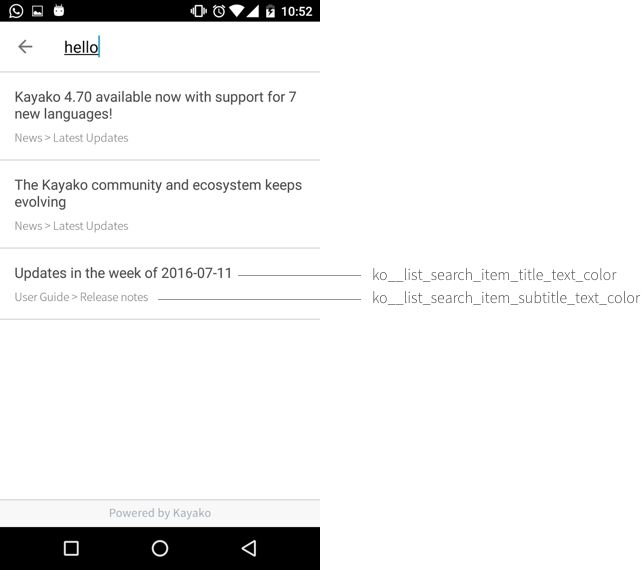 10:52
hello
Kayako 4.70 available now with support for 7
new languages!
News > Latest Updates
The Kayako community and ecosystem keeps
evolving
News > Latest Updates
Updates in the week of 2016-07-11
ko__list_search_item_title_text_color
User Guide > Release notes
ko__list_search_item_subtitle_text_color
Powered by Kayako